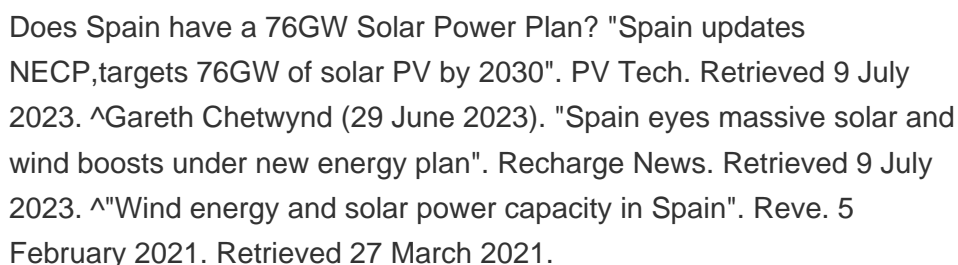 Does Spain have a 76GW Solar Power Plan? "Spain updates
NECP,targets 76GW of solar PV by 2030". PV Tech. Retrieved 9 July
2023. ^Gareth Chetwynd (29 June 2023). "Spain eyes massive solar and
wind boosts under new energy plan". Recharge News. Retrieved 9 July
2023. ^"Wind energy and solar power capacity in Spain". Reve. 5
February 2021. Retrieved 27 March 2021.